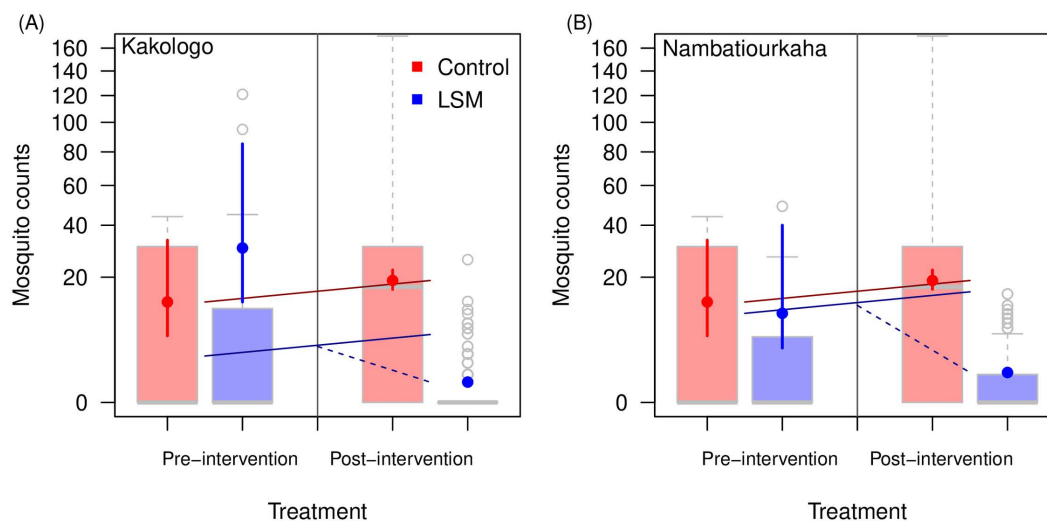 (A)
Kakologo
Control
LSM
Mosquito counts
160
140
120
100
80
60
40
20
0
Pre−intervention
Post−intervention
Treatment
(B)
Nambatiourkaha
Mosquito counts
160
140
120
100
80
60
40
20
0
Pre−intervention
Post−intervention
Treatment